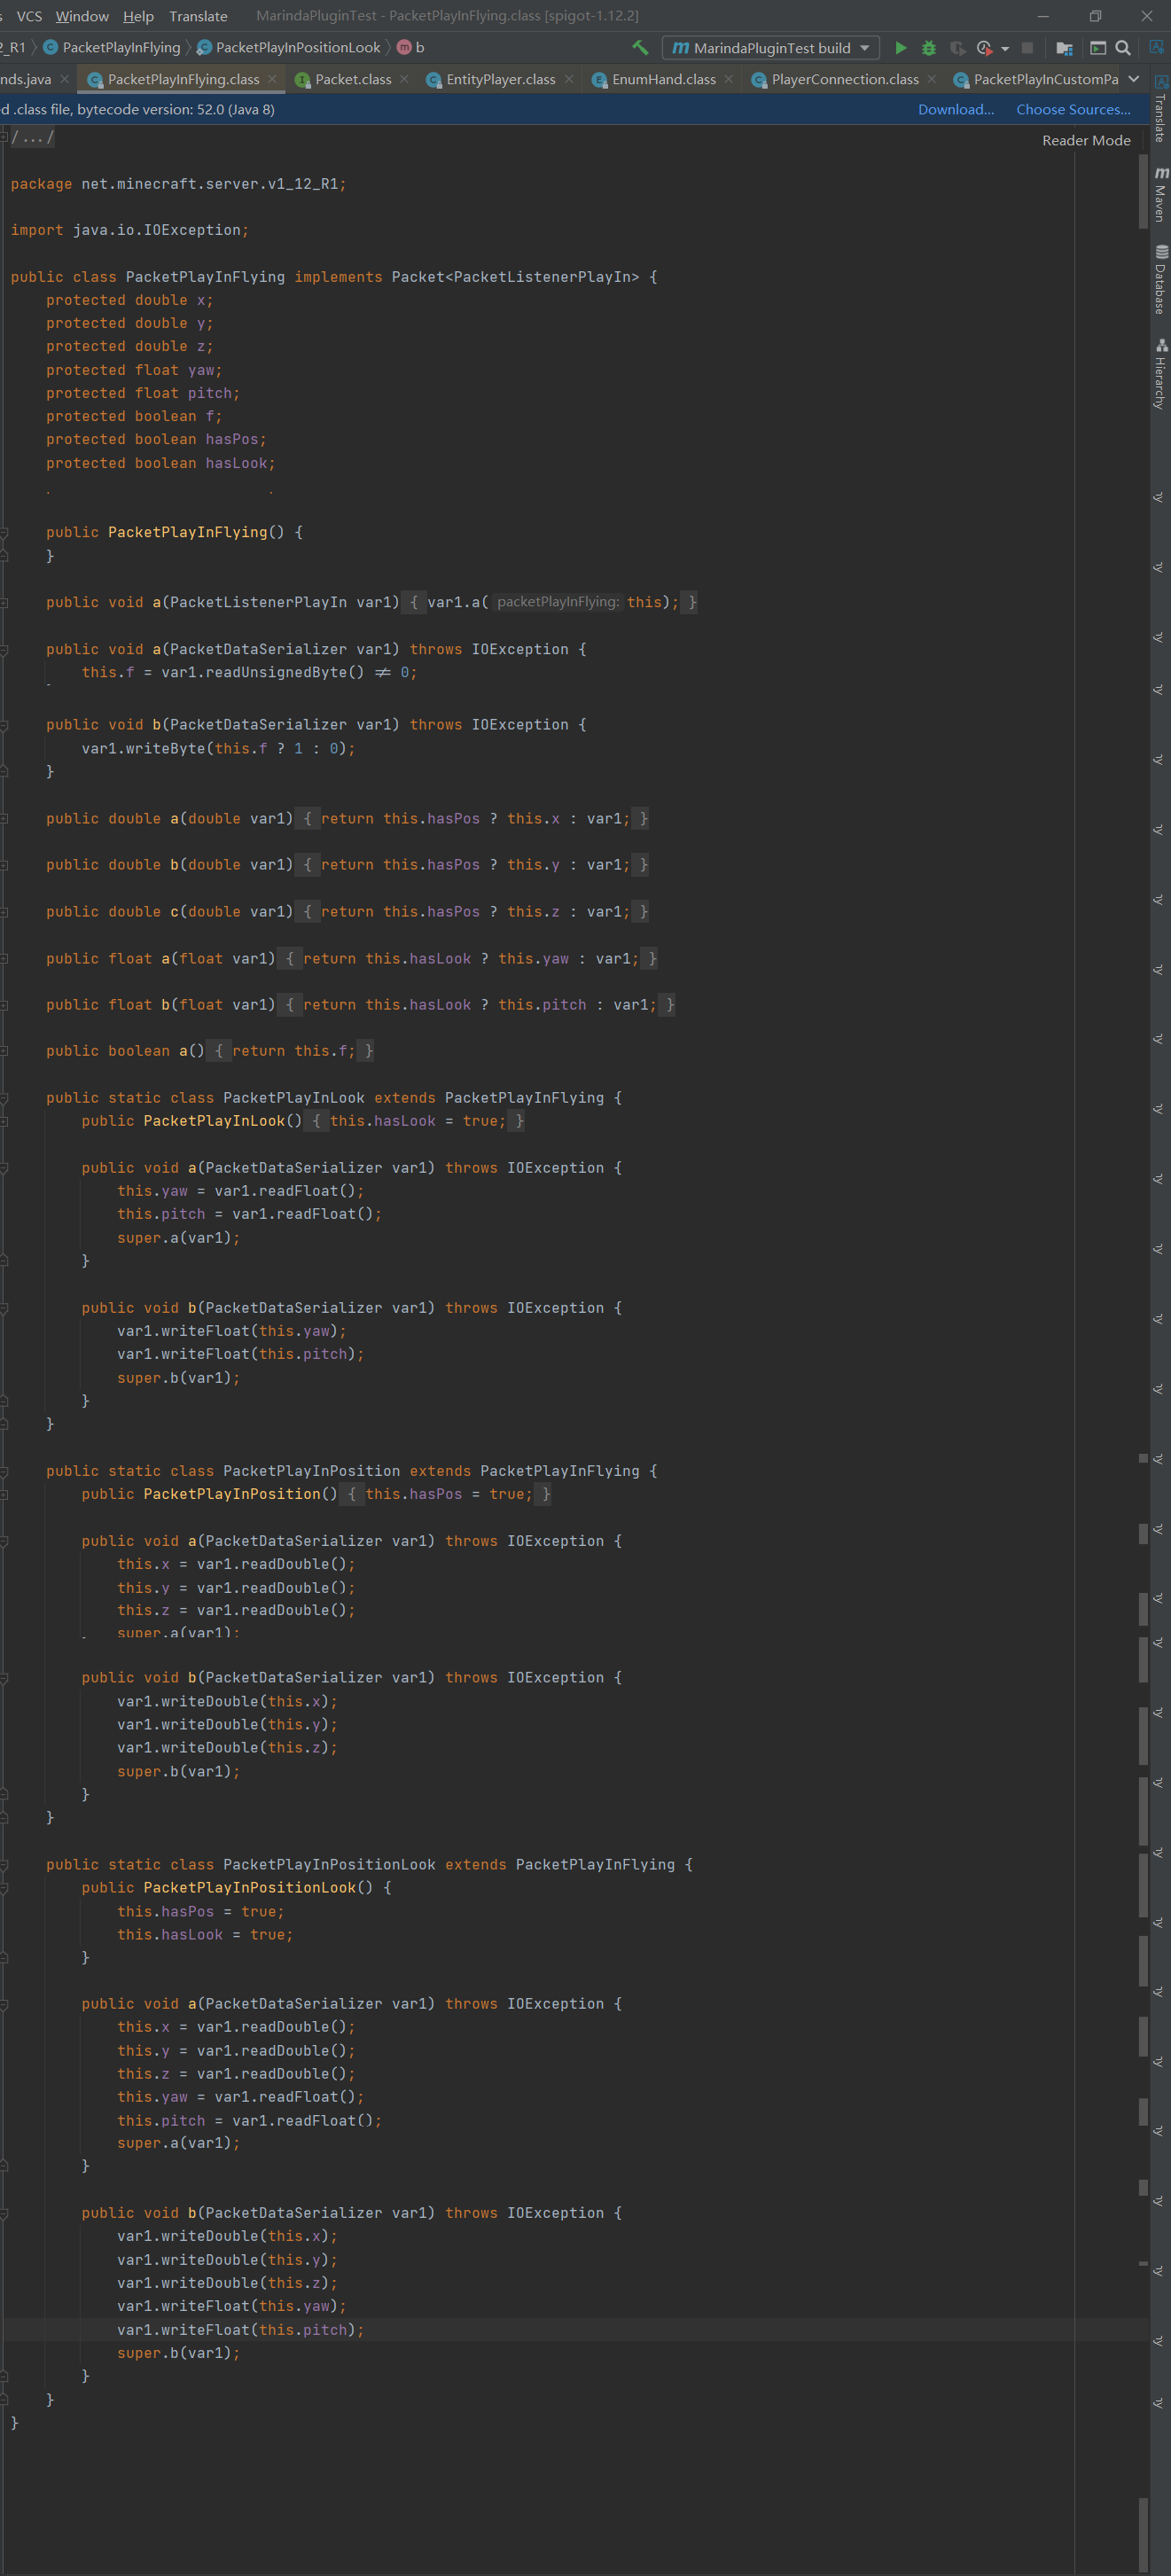 s VCS Window Help Translate MarindaPluginTest - PacketPlayInFlying.class [spigot-1.12.2]
2_R1 PacketPlayInFlying PacketPlayInPositionLook b MarindaPluginTest build
nds.java PacketPlayInFlying.class Packet.class EntityPlayer.class EnumHand.class PlayerConnection.class PacketPlayInCustomPa
d .class file, bytecode version: 52.0 (Java 8) Download... Choose Sources...
/.../
Reader Mode
Translate
Maven
Database
Hierarchy
package net.minecraft.server.v1_12_R1;
import java.io.IOException;
public class PacketPlayInFlying implements Packet<PacketListenerPlayIn> {
protected double x;
protected double y;
protected double z;
protected float yaw;
protected float pitch;
protected boolean f;
protected boolean hasPos;
protected boolean hasLook;
public PacketPlayInFlying() {
}
public void a(PacketListenerPlayIn var1) { var1.a( packetPlayInFlying: this); }
public void a(PacketDataSerializer var1) throws IOException {
this.f = var1.readUnsignedByte() ≠ 0;
public void b(PacketDataSerializer var1) throws IOException {
var1.writeByte(this.f ? 1 : 0);
}
public double a(double var1) { return this.hasPos ? this.x : var1; }
public double b(double var1) { return this.hasPos ? this.y : var1; }
public double c(double var1) { return this.hasPos ? this.z : var1; }
public float a(float var1) { return this.hasLook ? this.yaw : var1; }
public float b(float var1) { return this.hasLook ? this.pitch : var1; }
public boolean a() { return this.f; }
public static class PacketPlayInLook extends PacketPlayInFlying {
public PacketPlayInLook() { this.hasLook = true; }
public void a(PacketDataSerializer var1) throws IOException {
this.yaw = var1.readFloat();
this.pitch = var1.readFloat();
super.a(var1);
}
public void b(PacketDataSerializer var1) throws IOException {
var1.writeFloat(this.yaw);
var1.writeFloat(this.pitch);
super.b(var1);
}
}
public static class PacketPlayInPosition extends PacketPlayInFlying {
public PacketPlayInPosition() { this.hasPos = true; }
public void a(PacketDataSerializer var1) throws IOException {
this.x = var1.readDouble();
this.y = var1.readDouble();
this.z = var1.readDouble();
super.a(var1);
public void b(PacketDataSerializer var1) throws IOException {
var1.writeDouble(this.x);
var1.writeDouble(this.y);
var1.writeDouble(this.z);
super.b(var1);
}
}
public static class PacketPlayInPositionLook extends PacketPlayInFlying {
public PacketPlayInPositionLook() {
this.hasPos = true;
this.hasLook = true;
}
public void a(PacketDataSerializer var1) throws IOException {
this.x = var1.readDouble();
this.y = var1.readDouble();
this.z = var1.readDouble();
this.yaw = var1.readFloat();
this.pitch = var1.readFloat();
super.a(var1);
}
public void b(PacketDataSerializer var1) throws IOException {
var1.writeDouble(this.x);
var1.writeDouble(this.y);
var1.writeDouble(this.z);
var1.writeFloat(this.yaw);
var1.writeFloat(this.pitch);
super.b(var1);
}
}
}